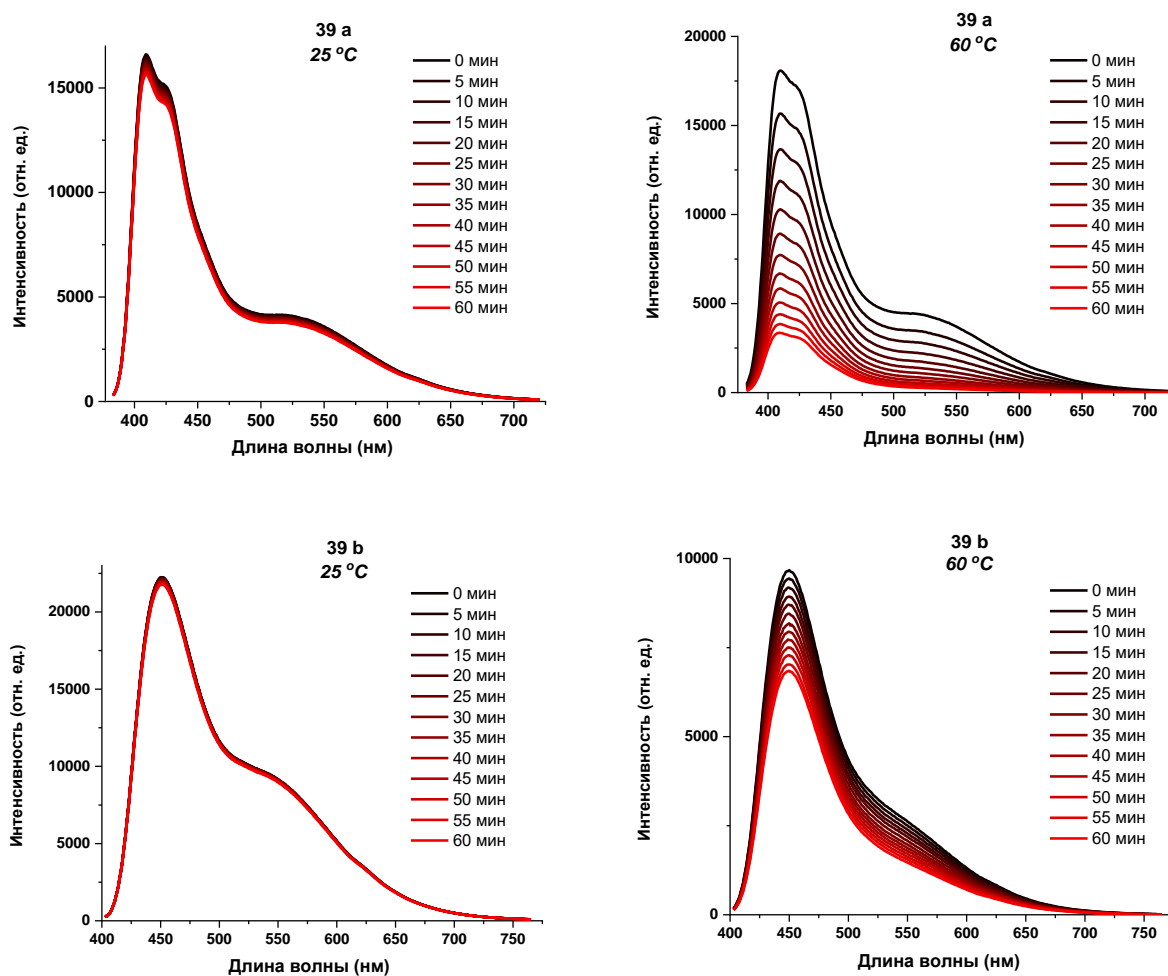 39 a
25 °C
Интенсивность (отн. ед.)
15000
10000
5000
0
400 450 500 550 600 650 700
Длина волны (нм)
0 мин
5 мин
10 мин
15 мин
20 мин
25 мин
30 мин
35 мин
40 мин
45 мин
50 мин
55 мин
60 мин
39 a
60 °C
Интенсивность (отн. ед.)
20000
15000
10000
5000
0
400 450 500 550 600 650 700
Длина волны (нм)
0 мин
5 мин
10 мин
15 мин
20 мин
25 мин
30 мин
35 мин
40 мин
45 мин
50 мин
55 мин
60 мин
39 b
25 °C
Интенсивность (отн. ед.)
20000
17500
15000
12500
10000
7500
5000
2500
0
400 450 500 550 600 650 700 750
Длина волны (нм)
0 мин
5 мин
10 мин
15 мин
20 мин
25 мин
30 мин
35 мин
40 мин
45 мин
50 мин
55 мин
60 мин
39 b
60 °C
Интенсивность (отн. ед.)
10000
5000
0
400 450 500 550 600 650 700 750
Длина волны (нм)
0 мин
5 мин
10 мин
15 мин
20 мин
25 мин
30 мин
35 мин
40 мин
45 мин
50 мин
55 мин
60 мин